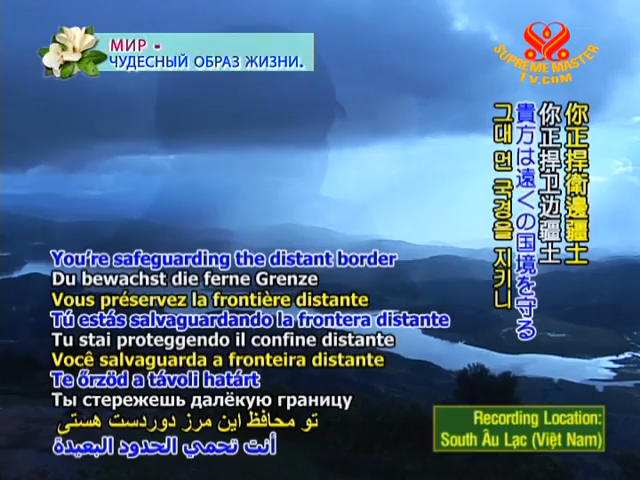 МИР -
ЧУДЕСНЫЙ ОБРАЗ ЖИЗНИ.
SUPREME MASTER
TV.COM
你正捍衛邊疆土
你正捍卫边疆土
貴方は遠くの国境を守る
그대 먼 국경을 지키니
You're safeguarding the distant border
Du bewachst die ferne Grenze
Vous préservez la frontière distante
Tú estás salvaguardando la frontera distante
Tu stai proteggendo il confine distante
Você salvaguarda a fronteira distante
Te őrzöd a távoli határt
Ты стережешь далёкую границу
تو محافظ این مرز دوردست هستی
أنت تحمي الحدود البعيدة
Recording Location:
South Âu Lạc (Việt Nam)